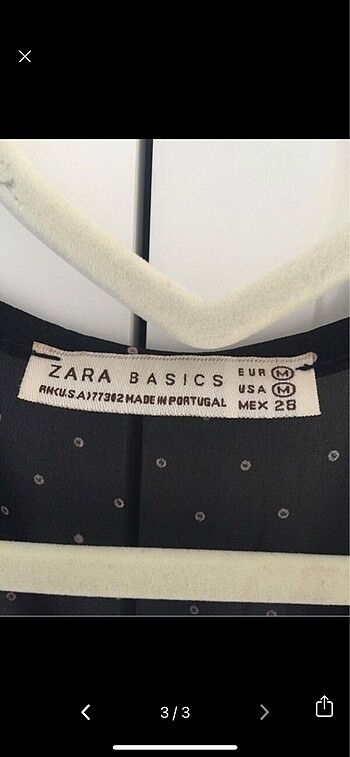 ZARA BASICS EUR M
RN(U.S.A)77302 MADE IN PORTUGAL USA M
MEX 28
3/3